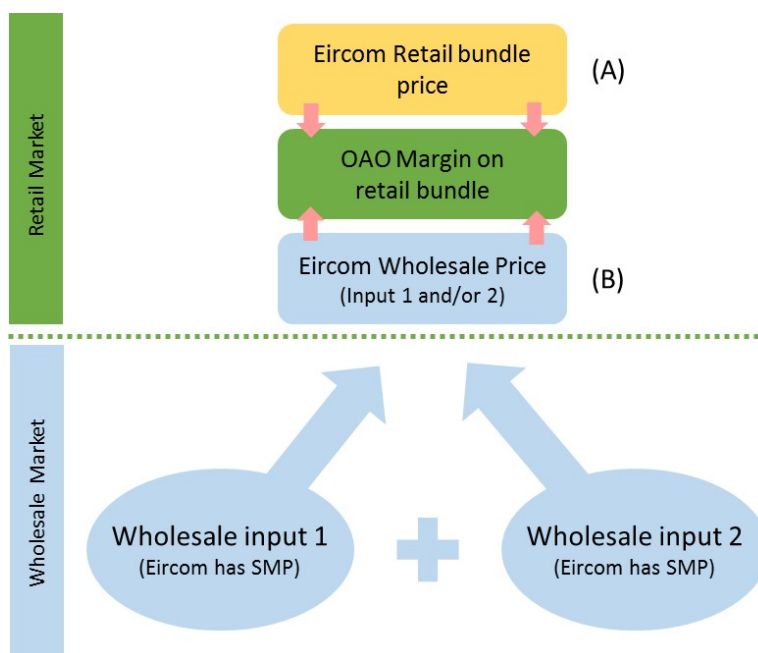 Retail Market
Eircom Retail bundle
price
(A)
OAO Margin on
retail bundle
Eircom Wholesale Price
(Input 1 and/or 2)
(B)
Wholesale Market
Wholesale input 1
(Eircom has SMP)
Wholesale input 2
(Eircom has SMP)